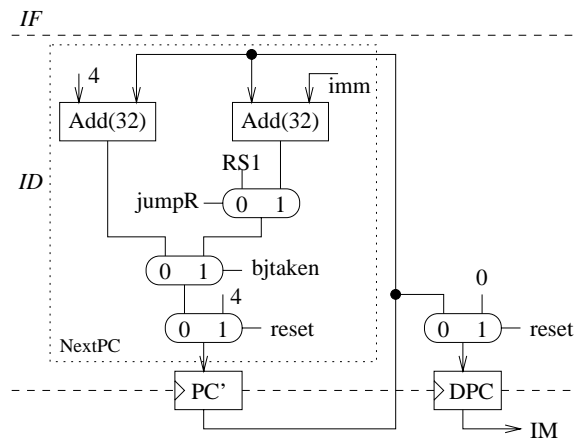 IF
4
imm
Add(32)
Add(32)
RS1
ID
jumpR
0 1
0 1
bjtaken
4
0
0 1
reset
0 1
reset
NextPC
PC'
DPC
IM